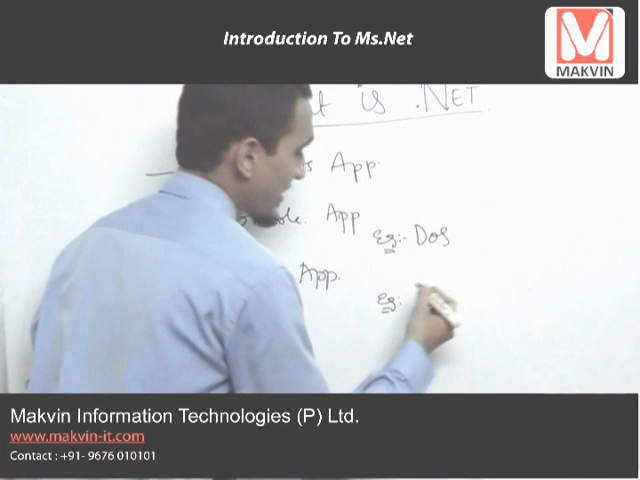 Introduction To Ms.Net
MAKVIN
t is .NET
App
App
Eg:- DOS
App.
Eg:
Makvin Information Technologies (P) Ltd.
www.makvin-it.com
Contact : +91- 9676 010101